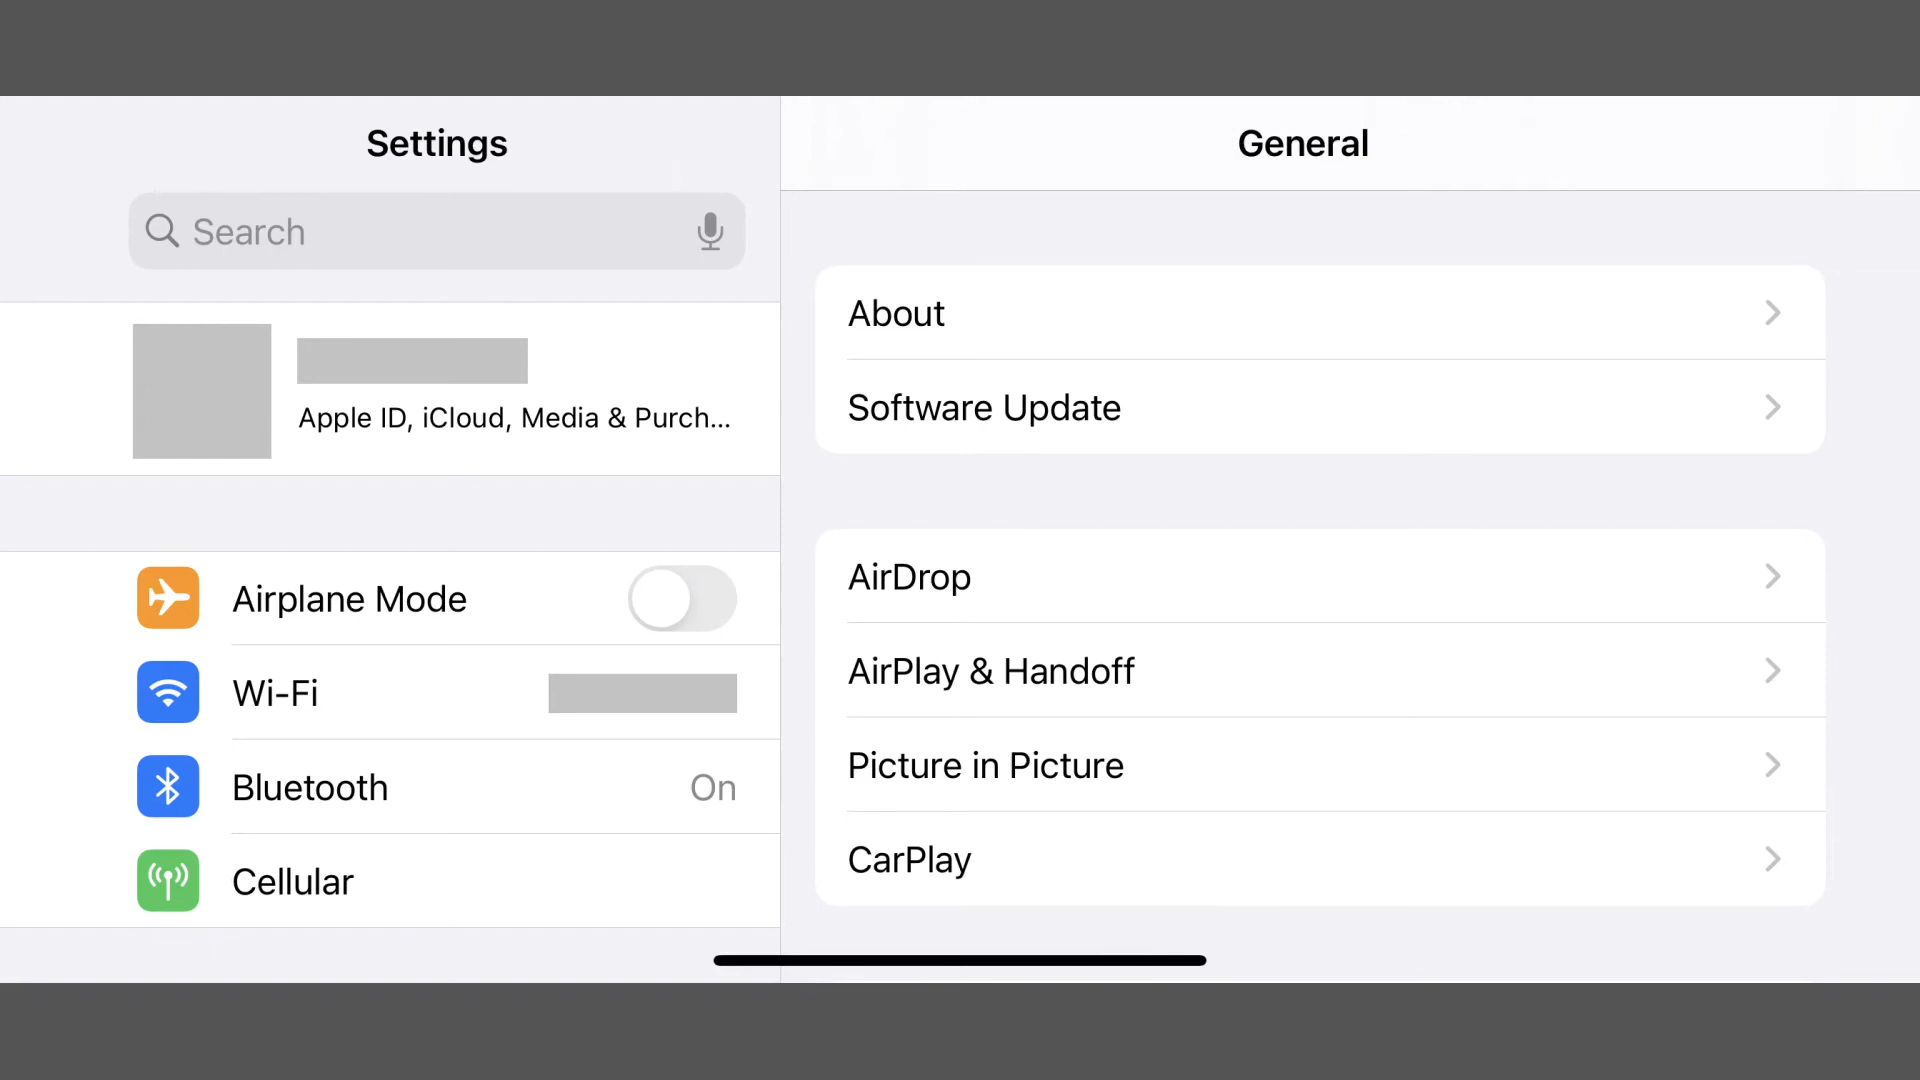 Settings
Search
Apple ID, iCloud, Media & Purch...
Airplane Mode
Wi-Fi
Bluetooth On
Cellular
General
About
Software Update
AirDrop
AirPlay & Handoff
Picture in Picture
CarPlay